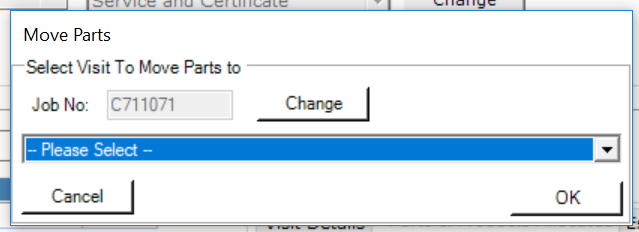 Service and Certificate Change
Move Parts
Select Visit To Move Parts to
Job No: C711071 Change
-- Please Select --
Cancel OK
Visit Details